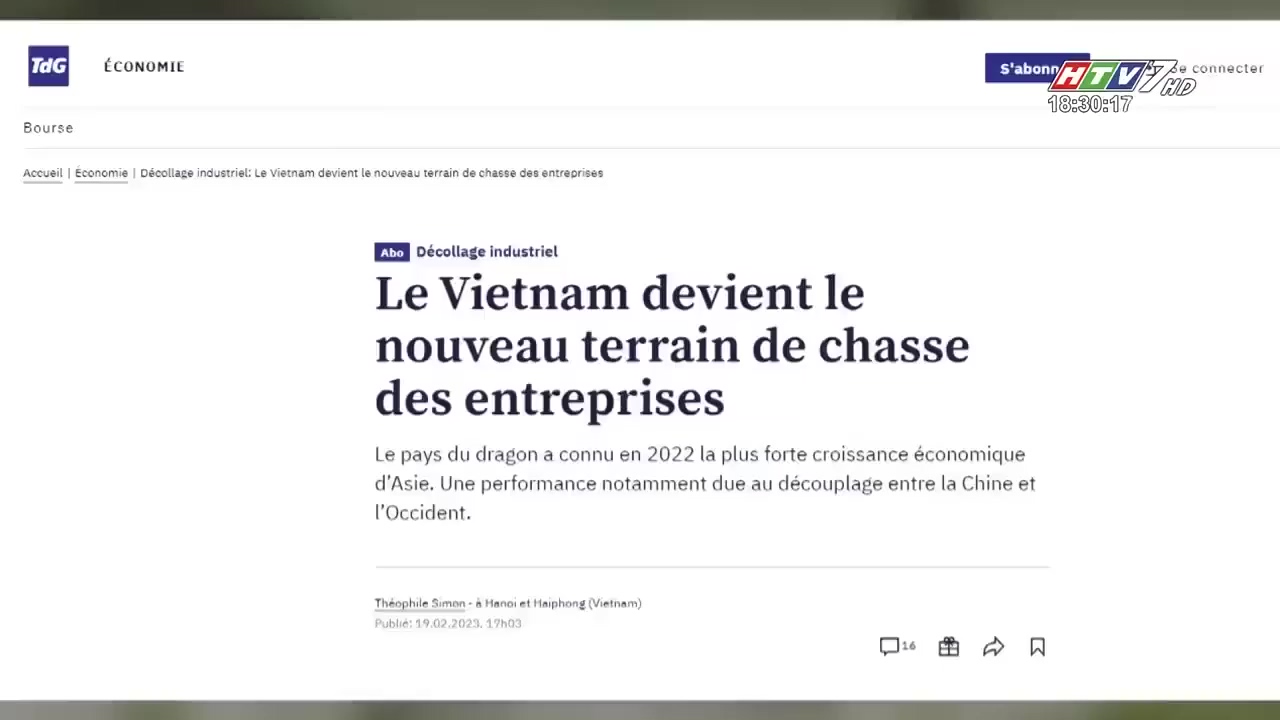 TdG
ÉCONOMIE
S'abonn
se connecter
HTV7 HD
18:30:17
Bourse
Accueil | Économie | Décollage industriel: Le Vietnam devient le nouveau terrain de chasse des entreprises
Abo Décollage industriel
Le Vietnam devient le
nouveau terrain de chasse
des entreprises
Le pays du dragon a connu en 2022 la plus forte croissance économique
d'Asie. Une performance notamment due au découplage entre la Chine et
l'Occident.
Théophile Simon - à Hanoi et Haiphong (Vietnam)
Publié: 19.02.2023, 17h03
16